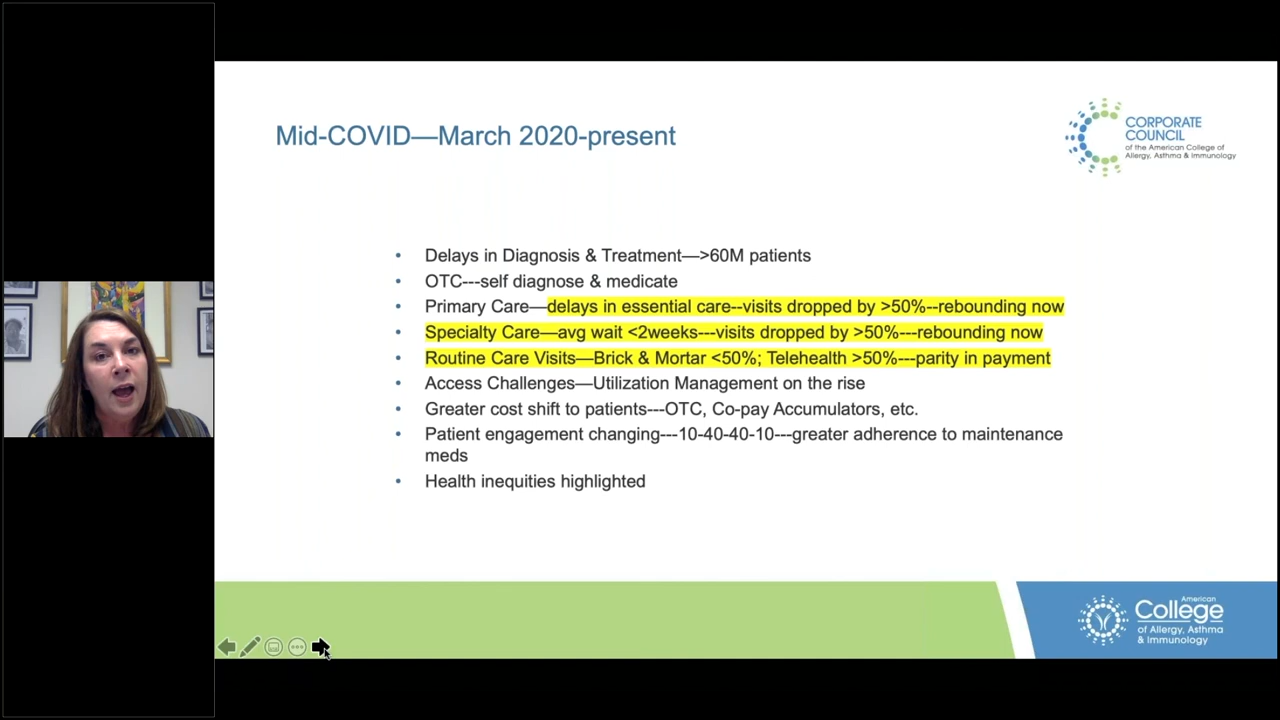 Mid-COVID—March 2020-present
CORPORATE
COUNCIL
of the American College of
Allergy, Asthma & Immunology
• Delays in Diagnosis & Treatment—>60M patients
• OTC---self diagnose & medicate
• Primary Care—delays in essential care--visits dropped by >50%--rebounding now
• Specialty Care—avg wait <2weeks---visits dropped by >50%---rebounding now
• Routine Care Visits—Brick & Mortar <50%; Telehealth >50%---parity in payment
• Access Challenges—Utilization Management on the rise
• Greater cost shift to patients---OTC, Co-pay Accumulators, etc.
• Patient engagement changing---10-40-40-10---greater adherence to maintenance
meds
• Health inequities highlighted
American
College
of Allergy, Asthma
& Immunology